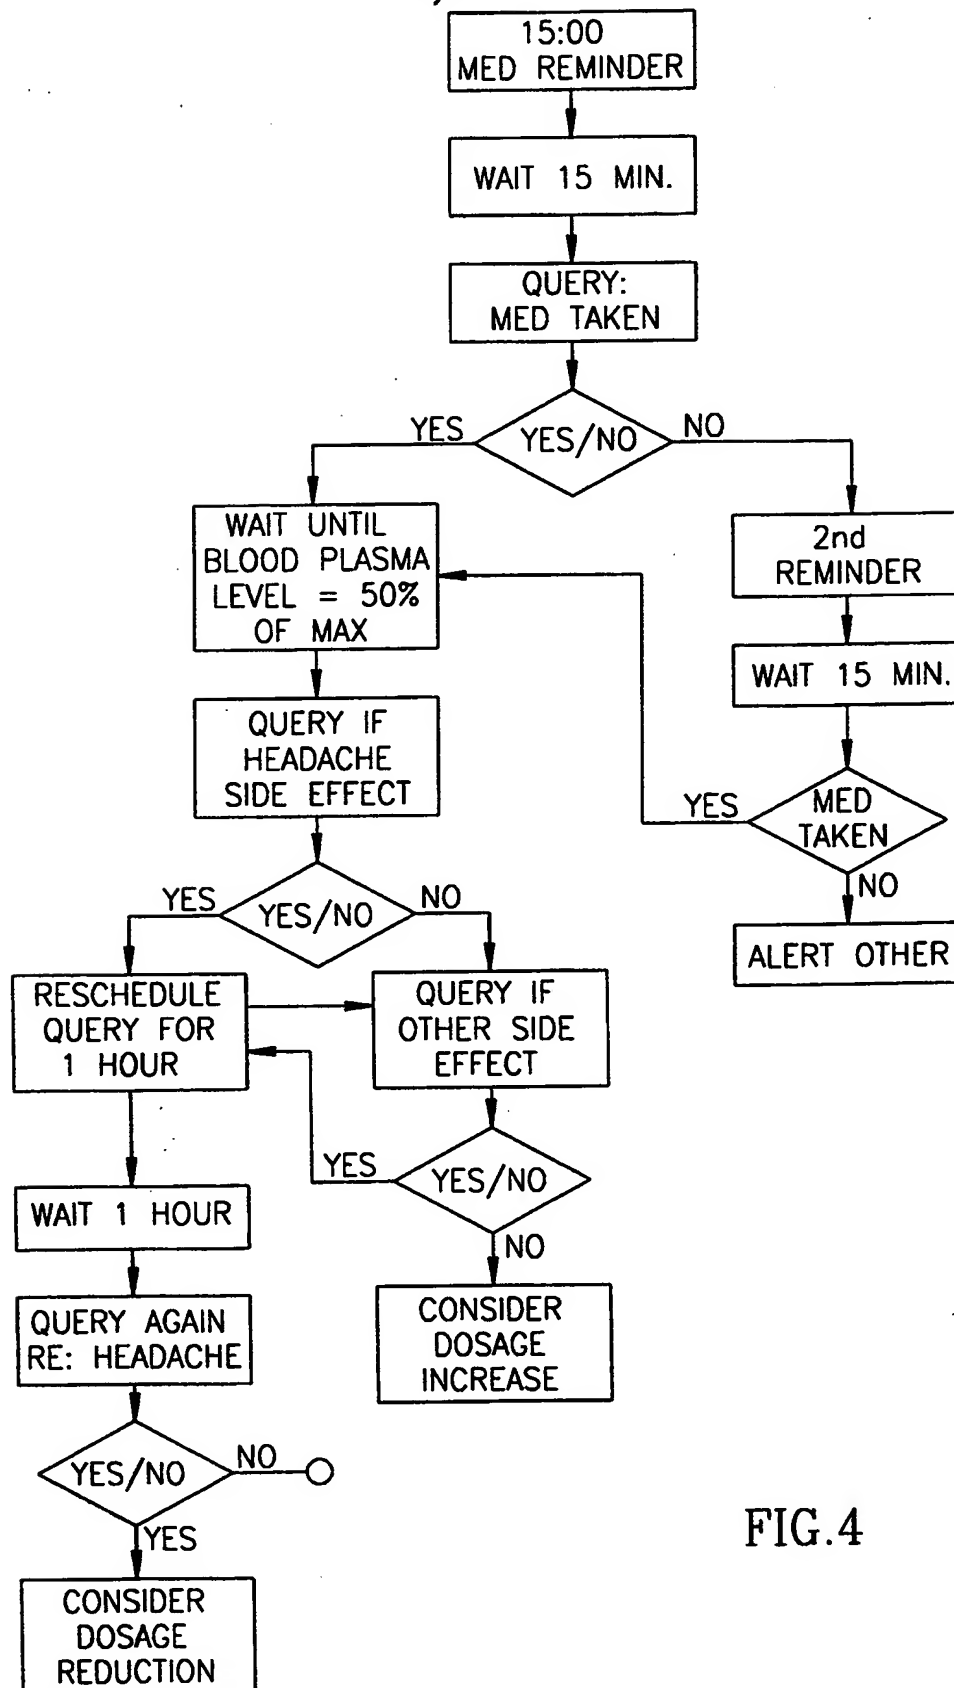 15:00
MED REMINDER
WAIT 15 MIN.
QUERY:
MED TAKEN
YES
YES/NO
NO
WAIT UNTIL
BLOOD PLASMA
LEVEL = 50%
OF MAX
2nd
REMINDER
WAIT 15 MIN.
QUERY IF
HEADACHE
SIDE EFFECT
YES
MED
TAKEN
NO
ALERT OTHER
YES
YES/NO
NO
RESCHEDULE
QUERY FOR
1 HOUR
QUERY IF
OTHER SIDE
EFFECT
YES
YES/NO
NO
WAIT 1 HOUR
CONSIDER
DOSAGE
INCREASE
QUERY AGAIN
RE: HEADACHE
YES/NO
NO
YES
CONSIDER
DOSAGE
REDUCTION
FIG.4